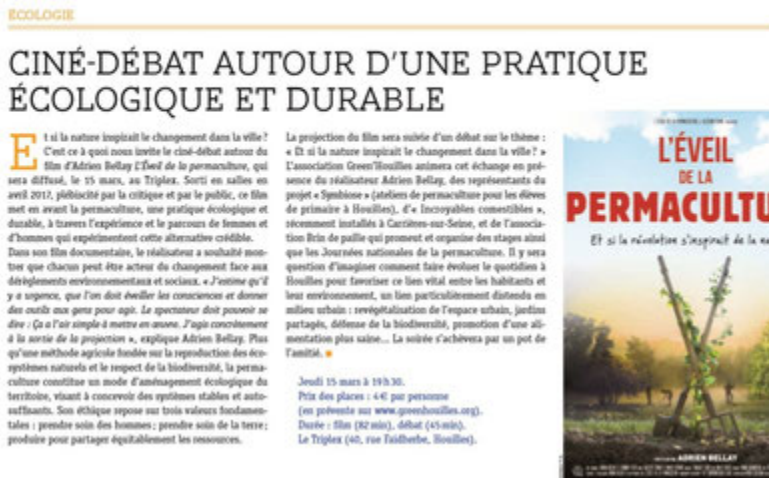 ÉCOLOGIE
CINÉ-DÉBAT AUTOUR D'UNE PRATIQUE
ÉCOLOGIQUE ET DURABLE
Et si la nature inspirait le changement dans la ville ?
C'est ce à quoi nous invite le ciné-débat autour du
film d'Adrien Bellay L'Éveil de la permaculture, qui
sera diffusé, le 15 mars, au Triplex. Sorti en salles en
avril 2017, plébiscité par la critique et par le public, ce film
met en avant la permaculture, une pratique écologique et
durable, à travers l'expérience et le parcours de femmes et
d'hommes qui expérimentent cette alternative crédible.
Dans son film documentaire, le réalisateur a souhaité mon-
trer que chacun peut être acteur du changement face aux
dérèglements environnementaux et sociaux. « J'estime qu'il
y a urgence, que l'on doit éveiller les consciences et donner
des outils aux gens pour agir. Le spectateur doit pouvoir se
dire : Ça a l'air simple à mettre en œuvre. J'agis concrètement
à la sortie de la projection », explique Adrien Bellay. Plus
qu'une méthode agricole fondée sur la reproduction des éco-
systèmes naturels et le respect de la biodiversité, la perma-
culture constitue un mode d'aménagement écologique du
territoire, visant à concevoir des systèmes stables et auto-
suffisants. Son éthique repose sur trois valeurs fondamen-
tales : prendre soin des hommes ; prendre soin de la terre ;
produire pour partager équitablement les ressources.
La projection du film sera suivie d'un débat sur le thème :
« Et si la nature inspirait le changement dans la ville ? »
L'association Green'Houilles animera cet échange en pré-
sence du réalisateur Adrien Bellay, des représentants du
projet « Symbiose » (ateliers de permaculture pour les élèves
de primaire à Houilles), d'« Incroyables comestibles »,
récemment installés à Carrières-sur-Seine, et de l'associa-
tion Brin de paille qui promeut et organise des stages ainsi
que les Journées nationales de la permaculture. Il y sera
question d'imaginer comment faire évoluer le quotidien à
Houilles pour favoriser ce lien vital entre les habitants et
leur environnement, un lien particulièrement distendu en
milieu urbain : revégétalisation de l'espace urbain, jardins
partagés, défense de la biodiversité, promotion d'une ali-
mentation plus saine... La soirée s'achèvera par un pot de
l'amitié.
Jeudi 15 mars à 19 h 30.
Prix des places : 4 € par personne
(en prévente sur www.greenhouilles.org).
Durée : film (82 min), débat (45 min).
Le Triplex (40, rue Faidherbe, Houilles).
L'ÉVEIL
DE LA
PERMACULTU
Et si la révolution s'inspirait de la na
ADRIEN BELLAY